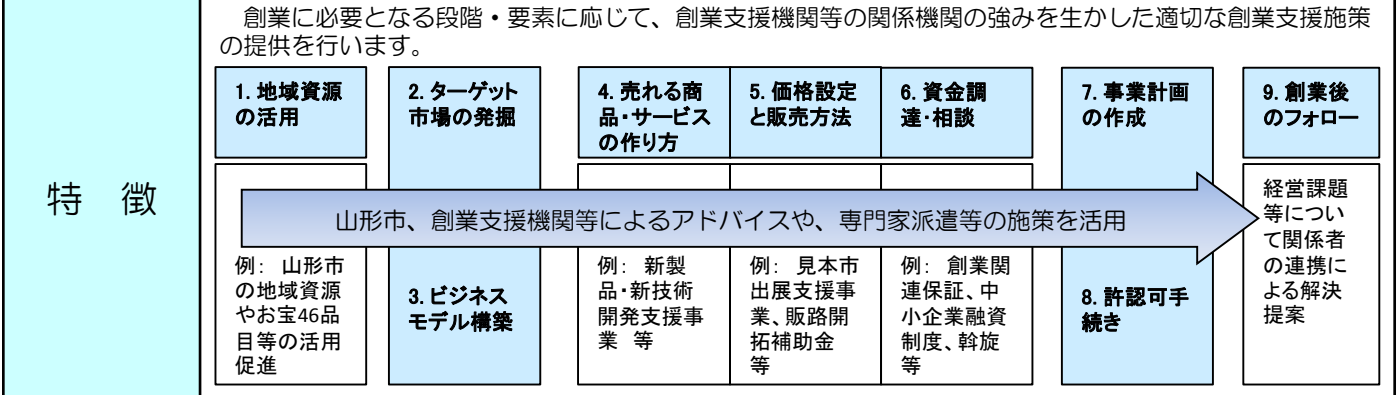 特 徴
創業に必要となる段階・要素に応じて、創業支援機関等の関係機関の強みを生かした適切な創業支援施策
の提供を行います。
1. 地域資源
の活用
2. ターゲット
市場の発掘
3. ビジネス
モデル構築
4. 売れる商
品・サービス
の作り方
5. 価格設定
と販売方法
6. 資金調
達・相談
7. 事業計画
の作成
8. 許認可手
続き
9. 創業後
のフォロー
山形市、創業支援機関等によるアドバイスや、専門家派遣等の施策を活用
例： 山形市
の地域資源
やお宝46品
目等の活用
促進
例： 新製
品・新技術
開発支援事
業 等
例： 見本市
出展支援事
業、販路開
拓補助金
等
例： 創業関
連保証、中
小企業融資
制度、斡旋
等
経営課題
等につい
て関係者
の連携に
よる解決
提案